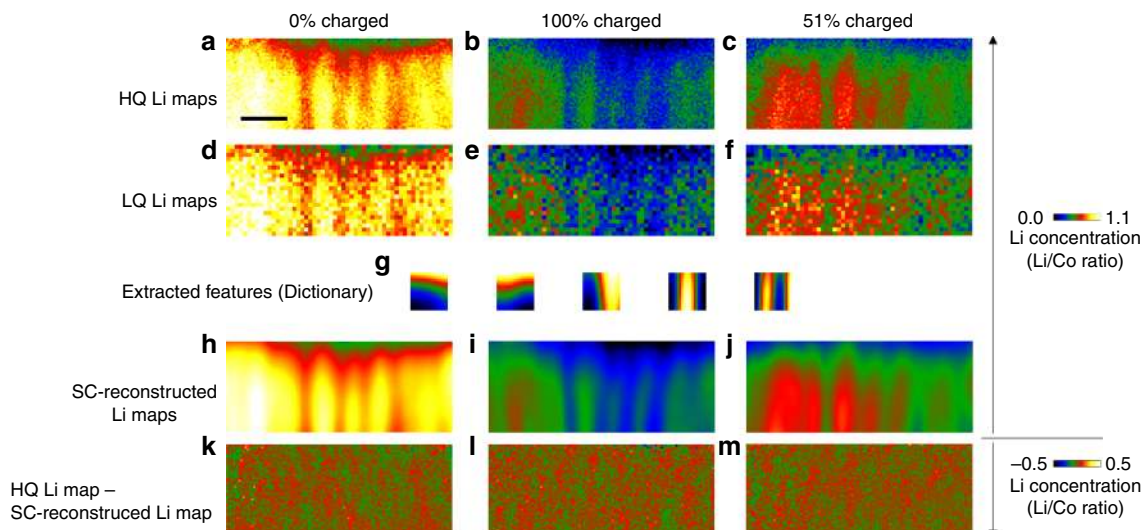 0% charged
100% charged
51% charged
a
b
c
HQ Li maps
d
e
f
LQ Li maps
0.0
1.1
Li concentration
(Li/Co ratio)
g
Extracted features (Dictionary)
h
i
j
SC-reconstructed
Li maps
k
l
m
–0.5
0.5
Li concentration
(Li/Co ratio)
HQ Li map –
SC-reconstruced Li map